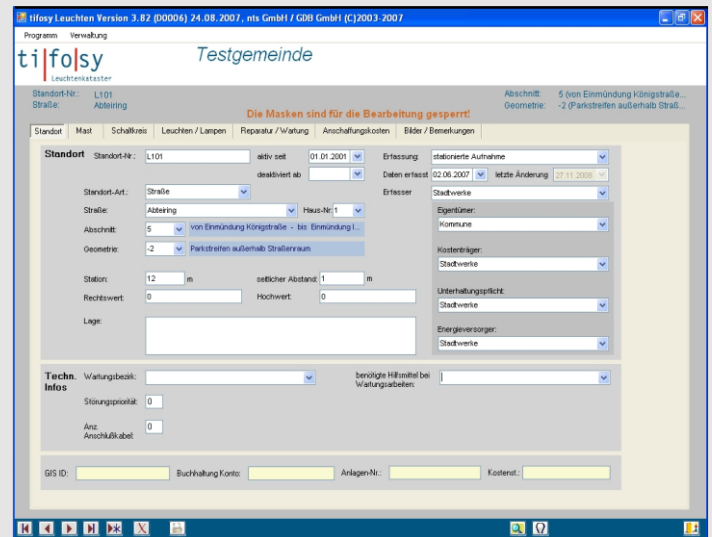 tifosy Leuchten Version 3.82 (D0006) 24.08.2007, nts GmbH / GDB GmbH (C)2003-2007
Programm Verwaltung
ti|fo|sy
Leuchtenkataster
Testgemeinde
Standort-Nr.: L101
Straße: Abteiring
Abschnitt: 5 (von Einmündung Königstraße...
Geometrie: -2 (Parkstreifen außerhalb Straß...
Die Masken sind für die Bearbeitung gesperrt!
Standort Mast Schaltkreis Leuchten / Lampen Reparatur / Wartung Anschaffungskosten Bilder / Bemerkungen
Standort Standort-Nr.: L101 aktiv seit 01.01.2001 Erfassung: stationierte Aufnahme
deaktiviert ab Daten erfasst 02.06.2007 letzte Änderung 27.11.2008
Standort-Art.: Straße Erfasser Stadtwerke
Straße: Abteiring Haus-Nr: 1 Eigentümer:
Kommune
Abschnitt: 5 von Einmündung Königstraße - bis Einmündung I...
Geometrie: -2 Parkstreifen außerhalb Straßenraum
Kostenträger:
Stadtwerke
Station: 12 m seitlicher Abstand: 1 m
Rechtswert: 0 Hochwert: 0
Unterhaltungspflicht:
Stadtwerke
Lage:
Energieversorger:
Stadtwerke
Techn. Infos Wartungsbezirk: benötigte Hilfsmittel bei
Wartungsarbeiten:
Störungspriorität: 0
Anz. Anschlußkabel: 0
GIS ID: Buchhaltung Konto: Anlagen-Nr.: Kostenst.: